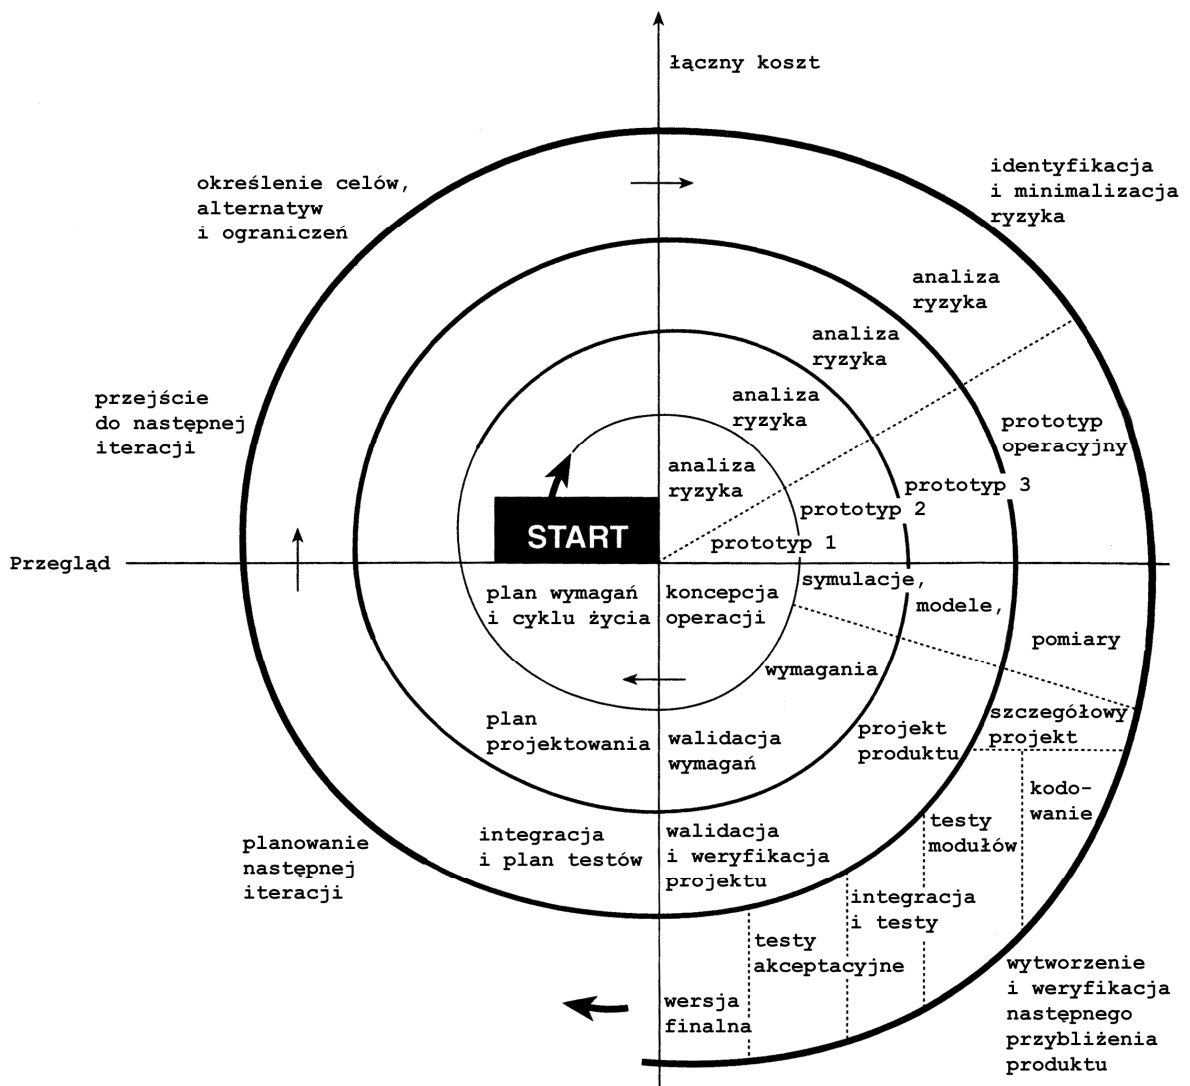 łączny koszt
określenie celów,
alternatyw
i ograniczeń
identyfikacja
i minimalizacja
ryzyka
analiza
ryzyka
analiza
ryzyka
analiza
ryzyka
analiza
ryzyka
przejście
do następnej
iteracji
prototyp
operacyjny
prototyp 3
prototyp 2
prototyp 1
START
Przegląd
plan wymagań
i cyklu życia
koncepcja
operacji
symulacje,
modele,
pomiary
wymagania
plan
projektowania
walidacja
wymagań
projekt
produktu
szczegółowy
projekt
kodo-
wanie
testy
modułów
integracja
i testy
testy
akceptacyjne
wersja
finalna
integracja
i plan testów
walidacja
i weryfikacja
projektu
planowanie
następnej
iteracji
wytworzenie
i weryfikacja
następnego
przybliżenia
produktu